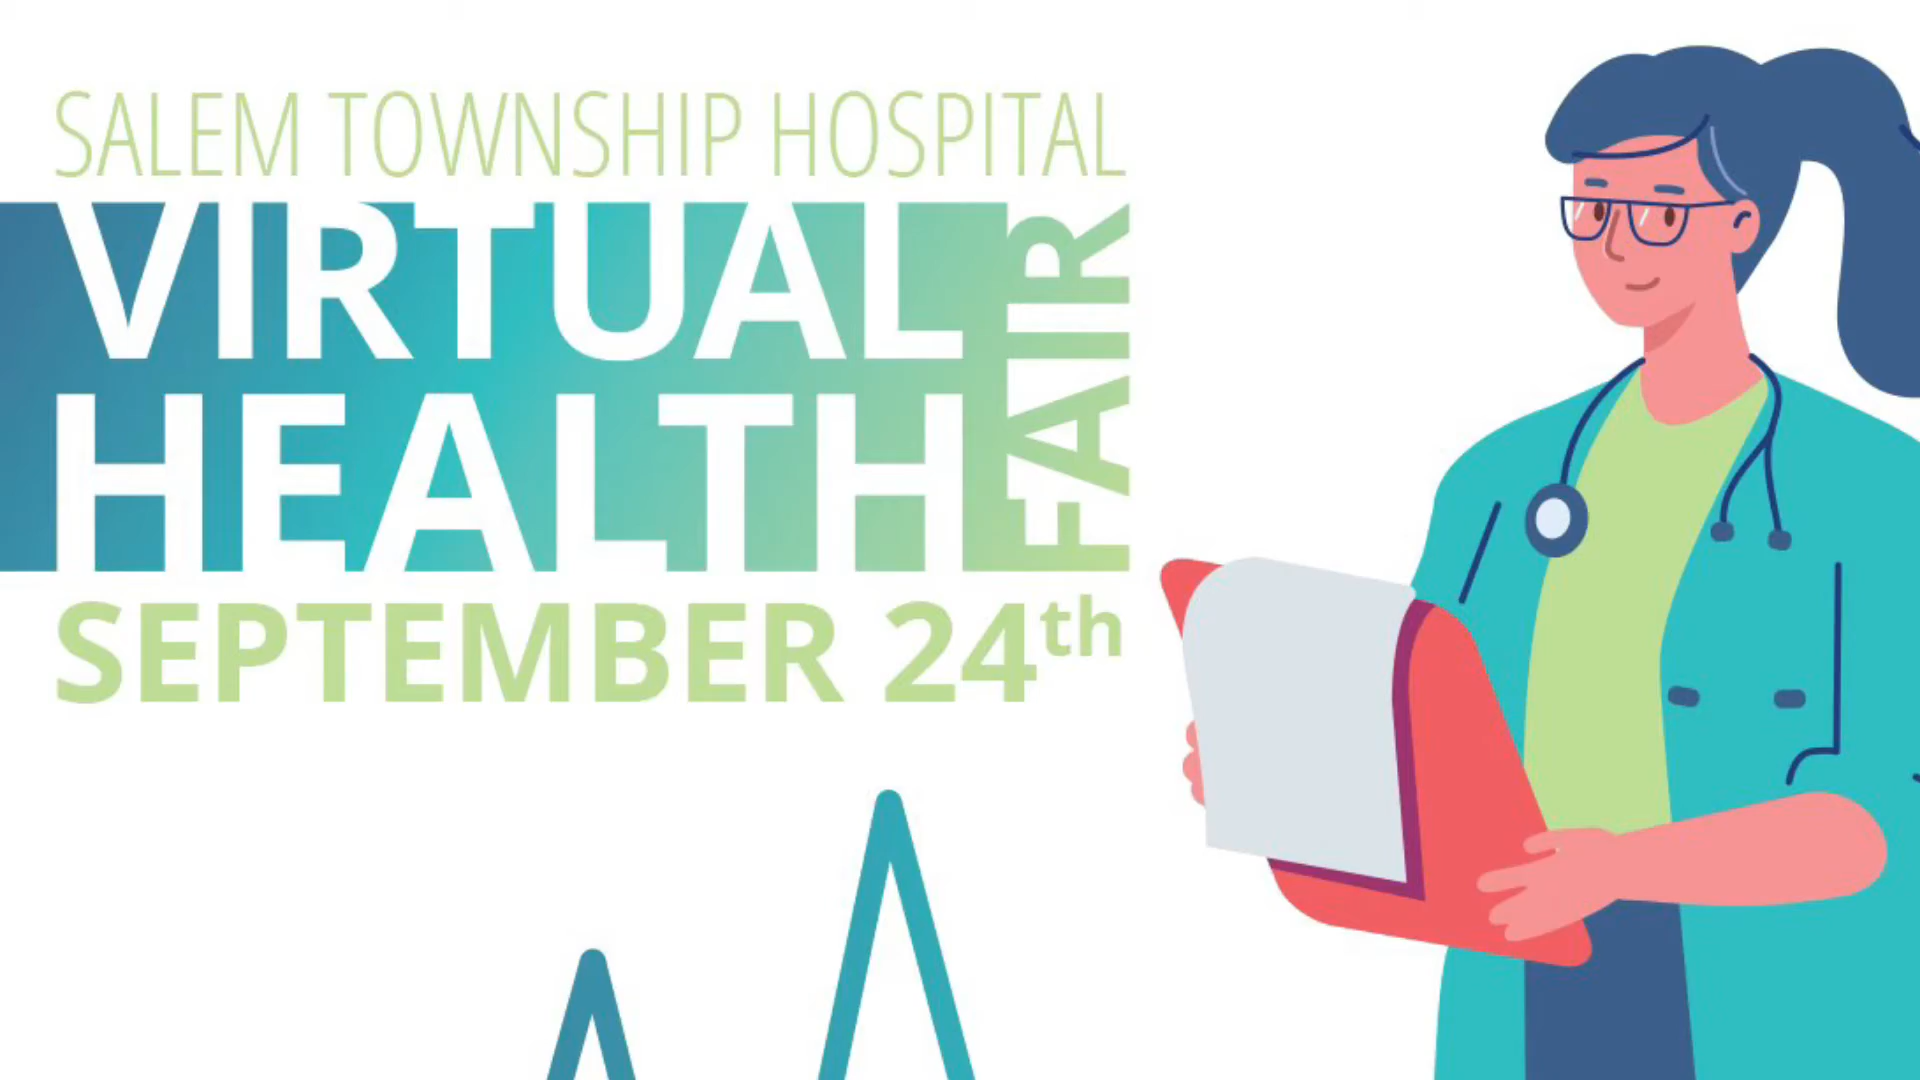 SALEM TOWNSHIP HOSPITAL
VIRTUAL
HEALTH
FAIR
SEPTEMBER 24th